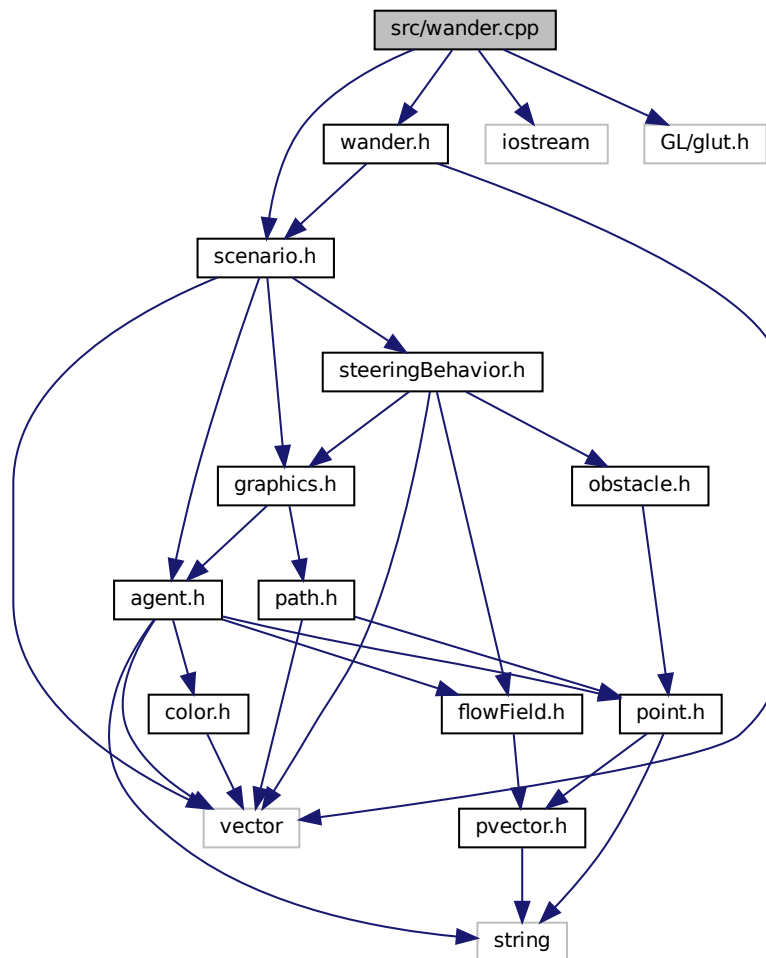 src/wander.cpp
wander.h
iostream
GL/glut.h
scenario.h
steeringBehavior.h
graphics.h
obstacle.h
agent.h
path.h
color.h
flowField.h
point.h
vector
pvector.h
string